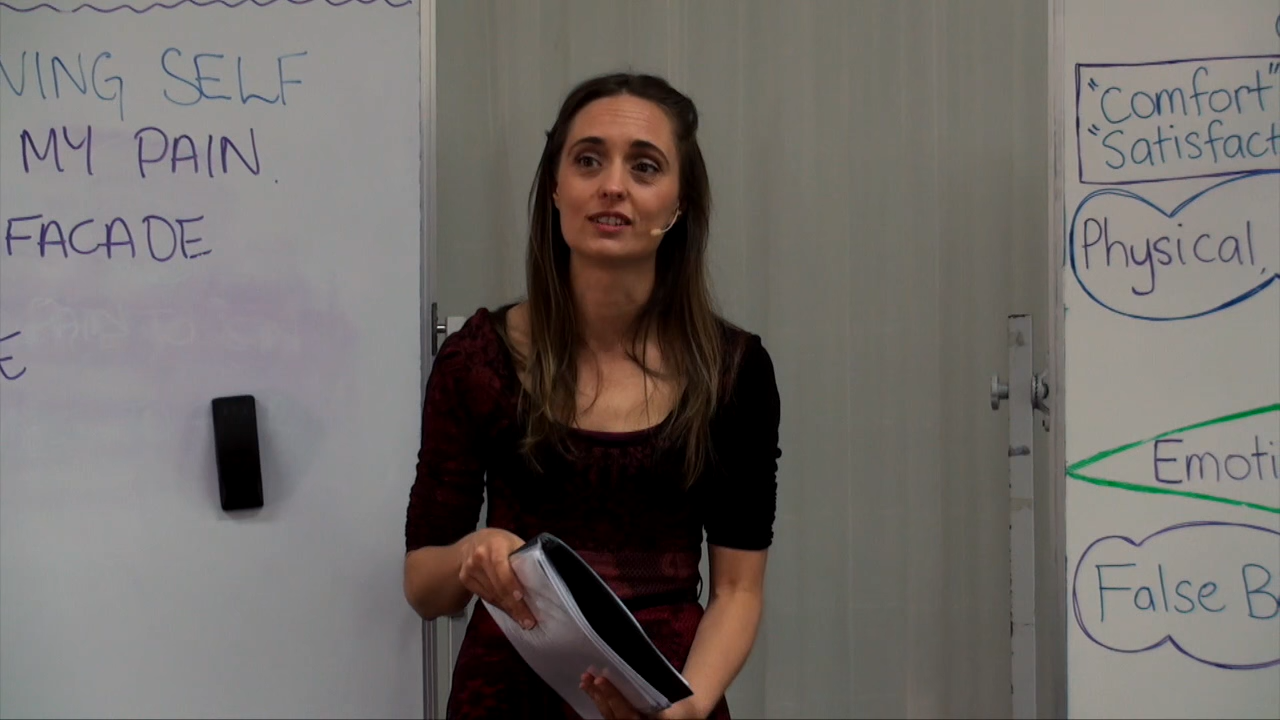 VING SELF
MY PAIN
FACADE
E
"Comfort"
"Satisfact
Physical,
Emoti
False B